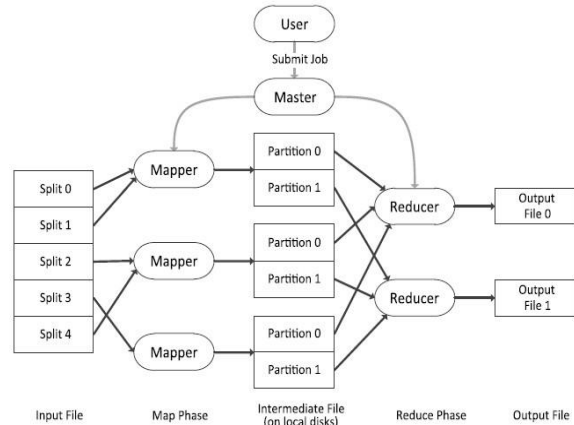 User
Submit Job
Master
Split 0
Split 1
Split 2
Split 3
Split 4
Mapper
Mapper
Mapper
Partition 0
Partition 1
Partition 0
Partition 1
Partition 0
Partition 1
Reducer
Reducer
Output
File 0
Output
File 1
Input File
Map Phase
Intermediate File
(on local disks)
Reduce Phase
Output File